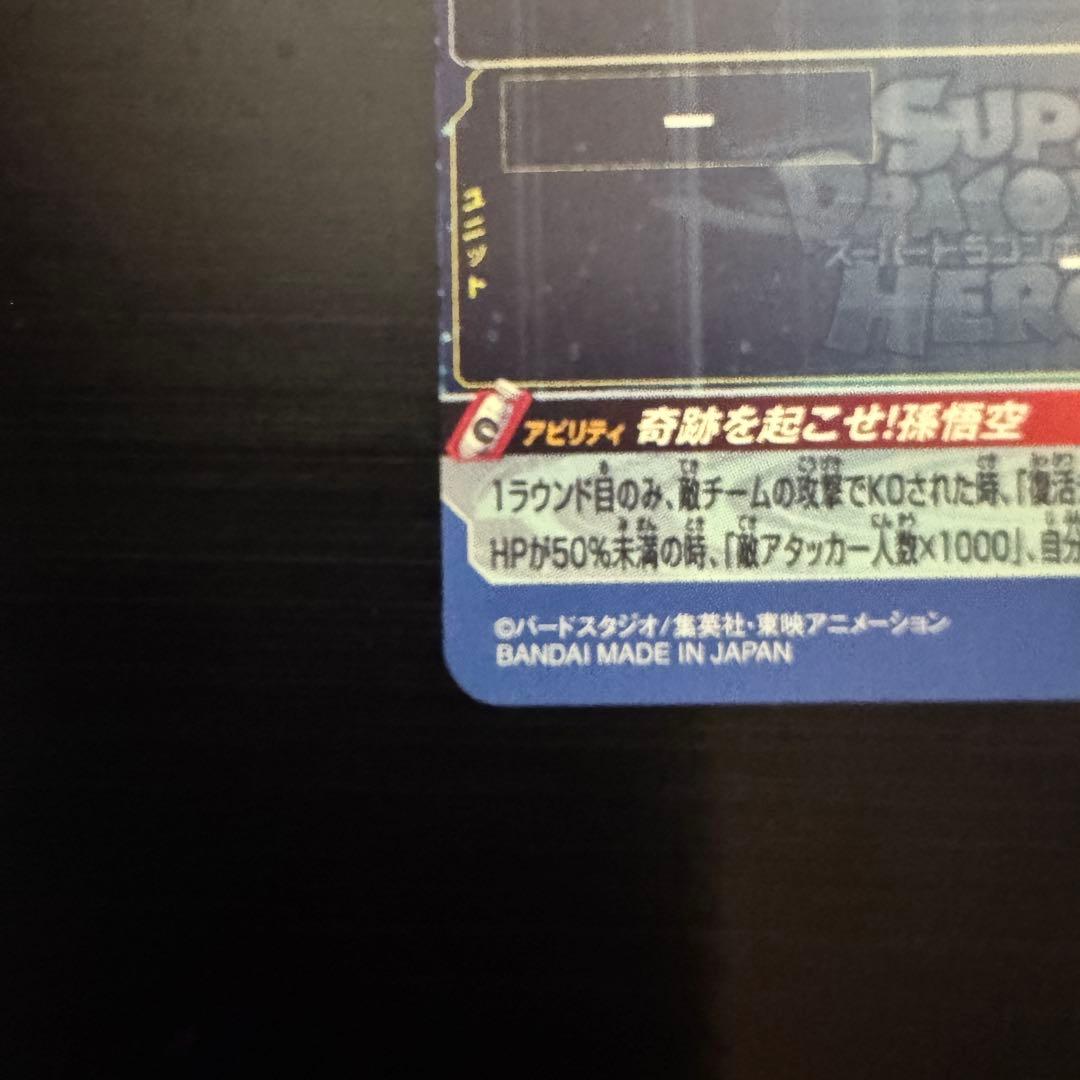 ー
SUP
DRAGO
スーパードラゴン
HERO
ユニット
アビリティ 奇跡を起こせ!孫悟空
1ラウンド目のみ、敵チームの攻撃でKOされた時、「復活
HPが50%未満の時、「敵アタッカー人数×1000」、自分
©バードスタジオ/集英社・東映アニメーション
BANDAI MADE IN JAPAN